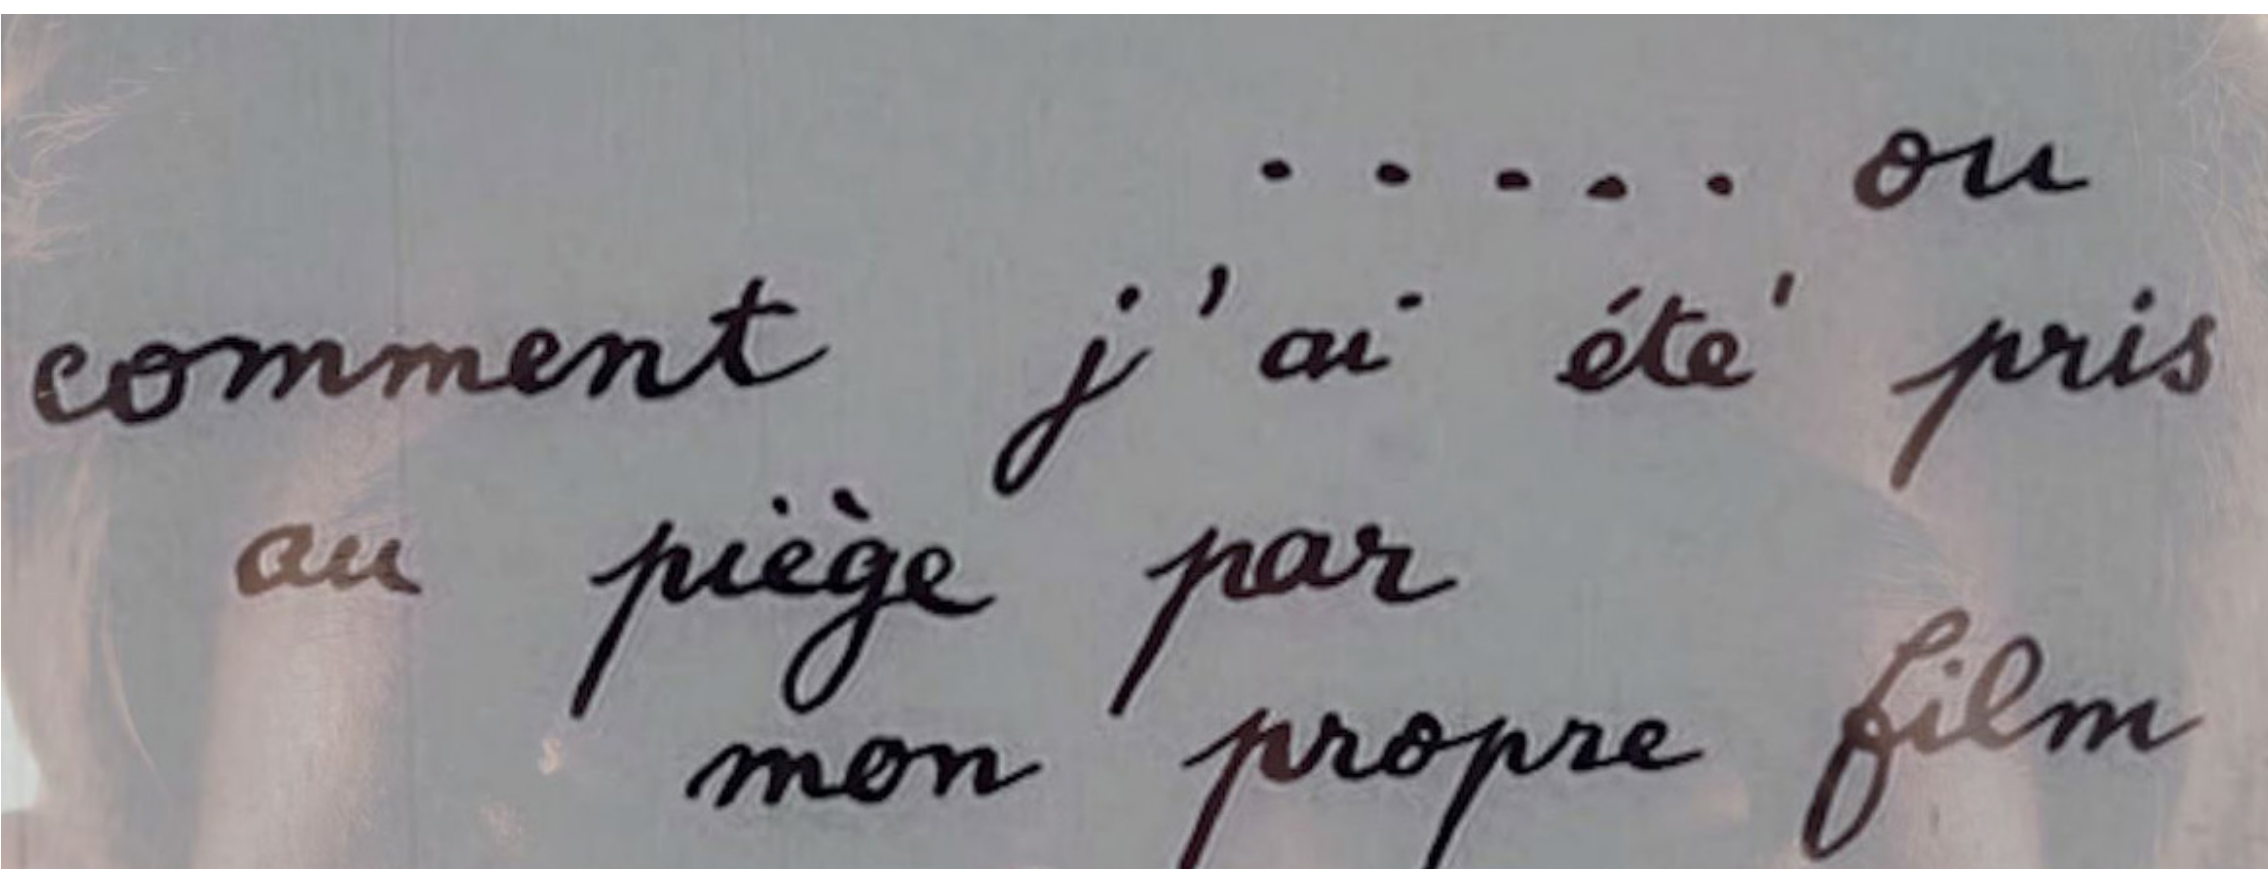 ..... ou
comment j'ai été pris
au piège par
mon propre film